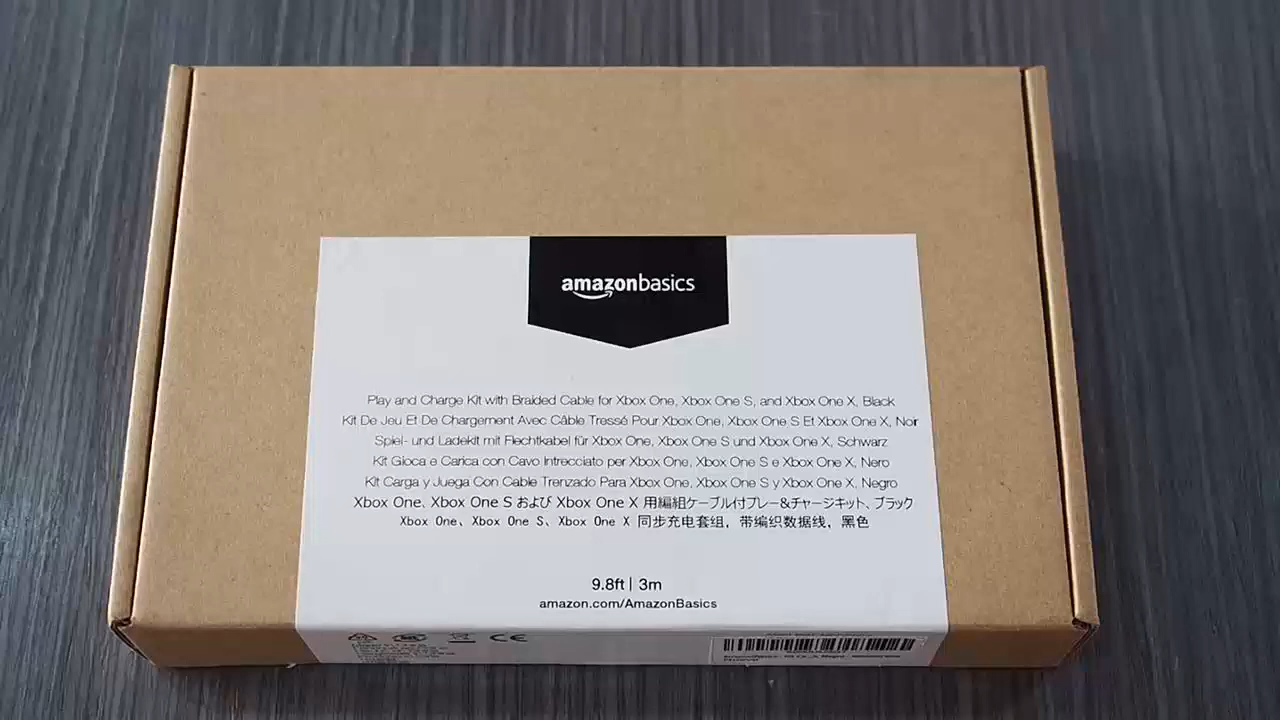 amazonbasics
Play and Charge Kit with Braided Cable for Xbox One, Xbox One S, and Xbox One X, Black
Kit De Jeu Et De Chargement Avec Câble Tressé Pour Xbox One, Xbox One S Et Xbox One X, Noir
Spiel- und Ladekit mit Flechtkabel für Xbox One, Xbox One S und Xbox One X, Schwarz
Kit Gioca e Carica con Cavo Intrecciato per Xbox One, Xbox One S e Xbox One X, Nero
Kit Carga y Juega Con Cable Trenzado Para Xbox One, Xbox One S y Xbox One X, Negro
Xbox One、Xbox One S および Xbox One X 用編組ケーブル付プレー&チャージキット、ブラック
Xbox One、Xbox One S、Xbox One X 同步充电套组，带编织数据线，黑色
9.8ft | 3m
amazon.com/AmazonBasics
CE